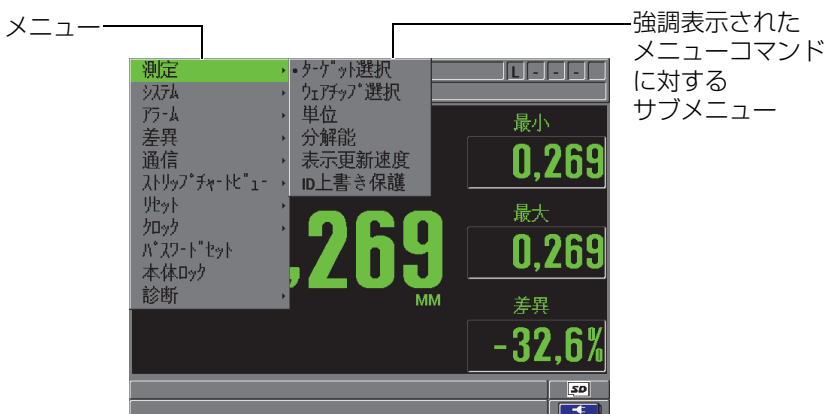 メニュー
強調表示された
メニューコマンド
に対する
サブメニュー
測定
ｼｽﾃﾑ
ｱﾗｰﾑ
差異
通信
ｽﾄﾘｯﾌﾟﾁｬｰﾄﾋﾞｭｰ
ﾘｾｯﾄ
ｸﾛｯｸ
ﾊﾟｽﾜｰﾄﾞｾｯﾄ
本体ﾛｯｸ
診断
ﾀｰｹﾞｯﾄ選択
ｳｪｱﾁｯﾌﾟ選択
単位
分解能
表示更新速度
ID上書き保護
L - - -
最小
0,269
最大
0,269
,269
MM
差異
-32,6%
SD